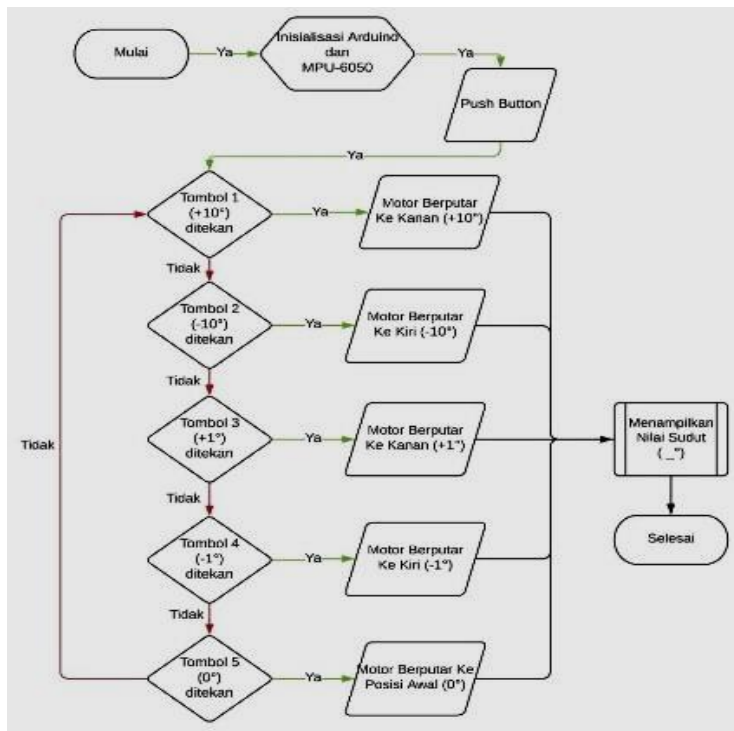 Mulai
Ya
Inisialisasi Arduino
dan
MPU-6050
Ya
Push Button
Ya
Tombol 1
(+10°)
ditekan
Ya
Motor Berputar
Ke Kanan (+10°)
Tidak
Tombol 2
(-10°)
ditekan
Ya
Motor Berputar
Ke Kiri (-10°)
Tidak
Tidak
Tombol 3
(+1°)
ditekan
Ya
Motor Berputar
Ke Kanan (+1°)
Menampilkan
Nilai Sudut
( _°)
Tidak
Tombol 4
(-1°)
ditekan
Ya
Motor Berputar
Ke Kiri (-1°)
Selesai
Tidak
Tombol 5
(0°)
ditekan
Ya
Motor Berputar Ke
Posisi Awal (0°)